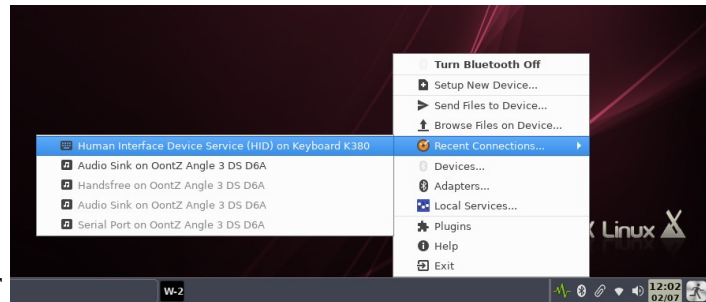 Turn Bluetooth Off
Setup New Device...
Send Files to Device...
Browse Files on Device...
Recent Connections...
Human Interface Device Service (HID) on Keyboard K380
Audio Sink on OontZ Angle 3 DS D6A
Handsfree on OontZ Angle 3 DS D6A
Audio Sink on OontZ Angle 3 DS D6A
Serial Port on OontZ Angle 3 DS D6A
Devices...
Adapters...
Local Services...
Plugins
Help
Exit
Linux
W-2
12:02
02/07